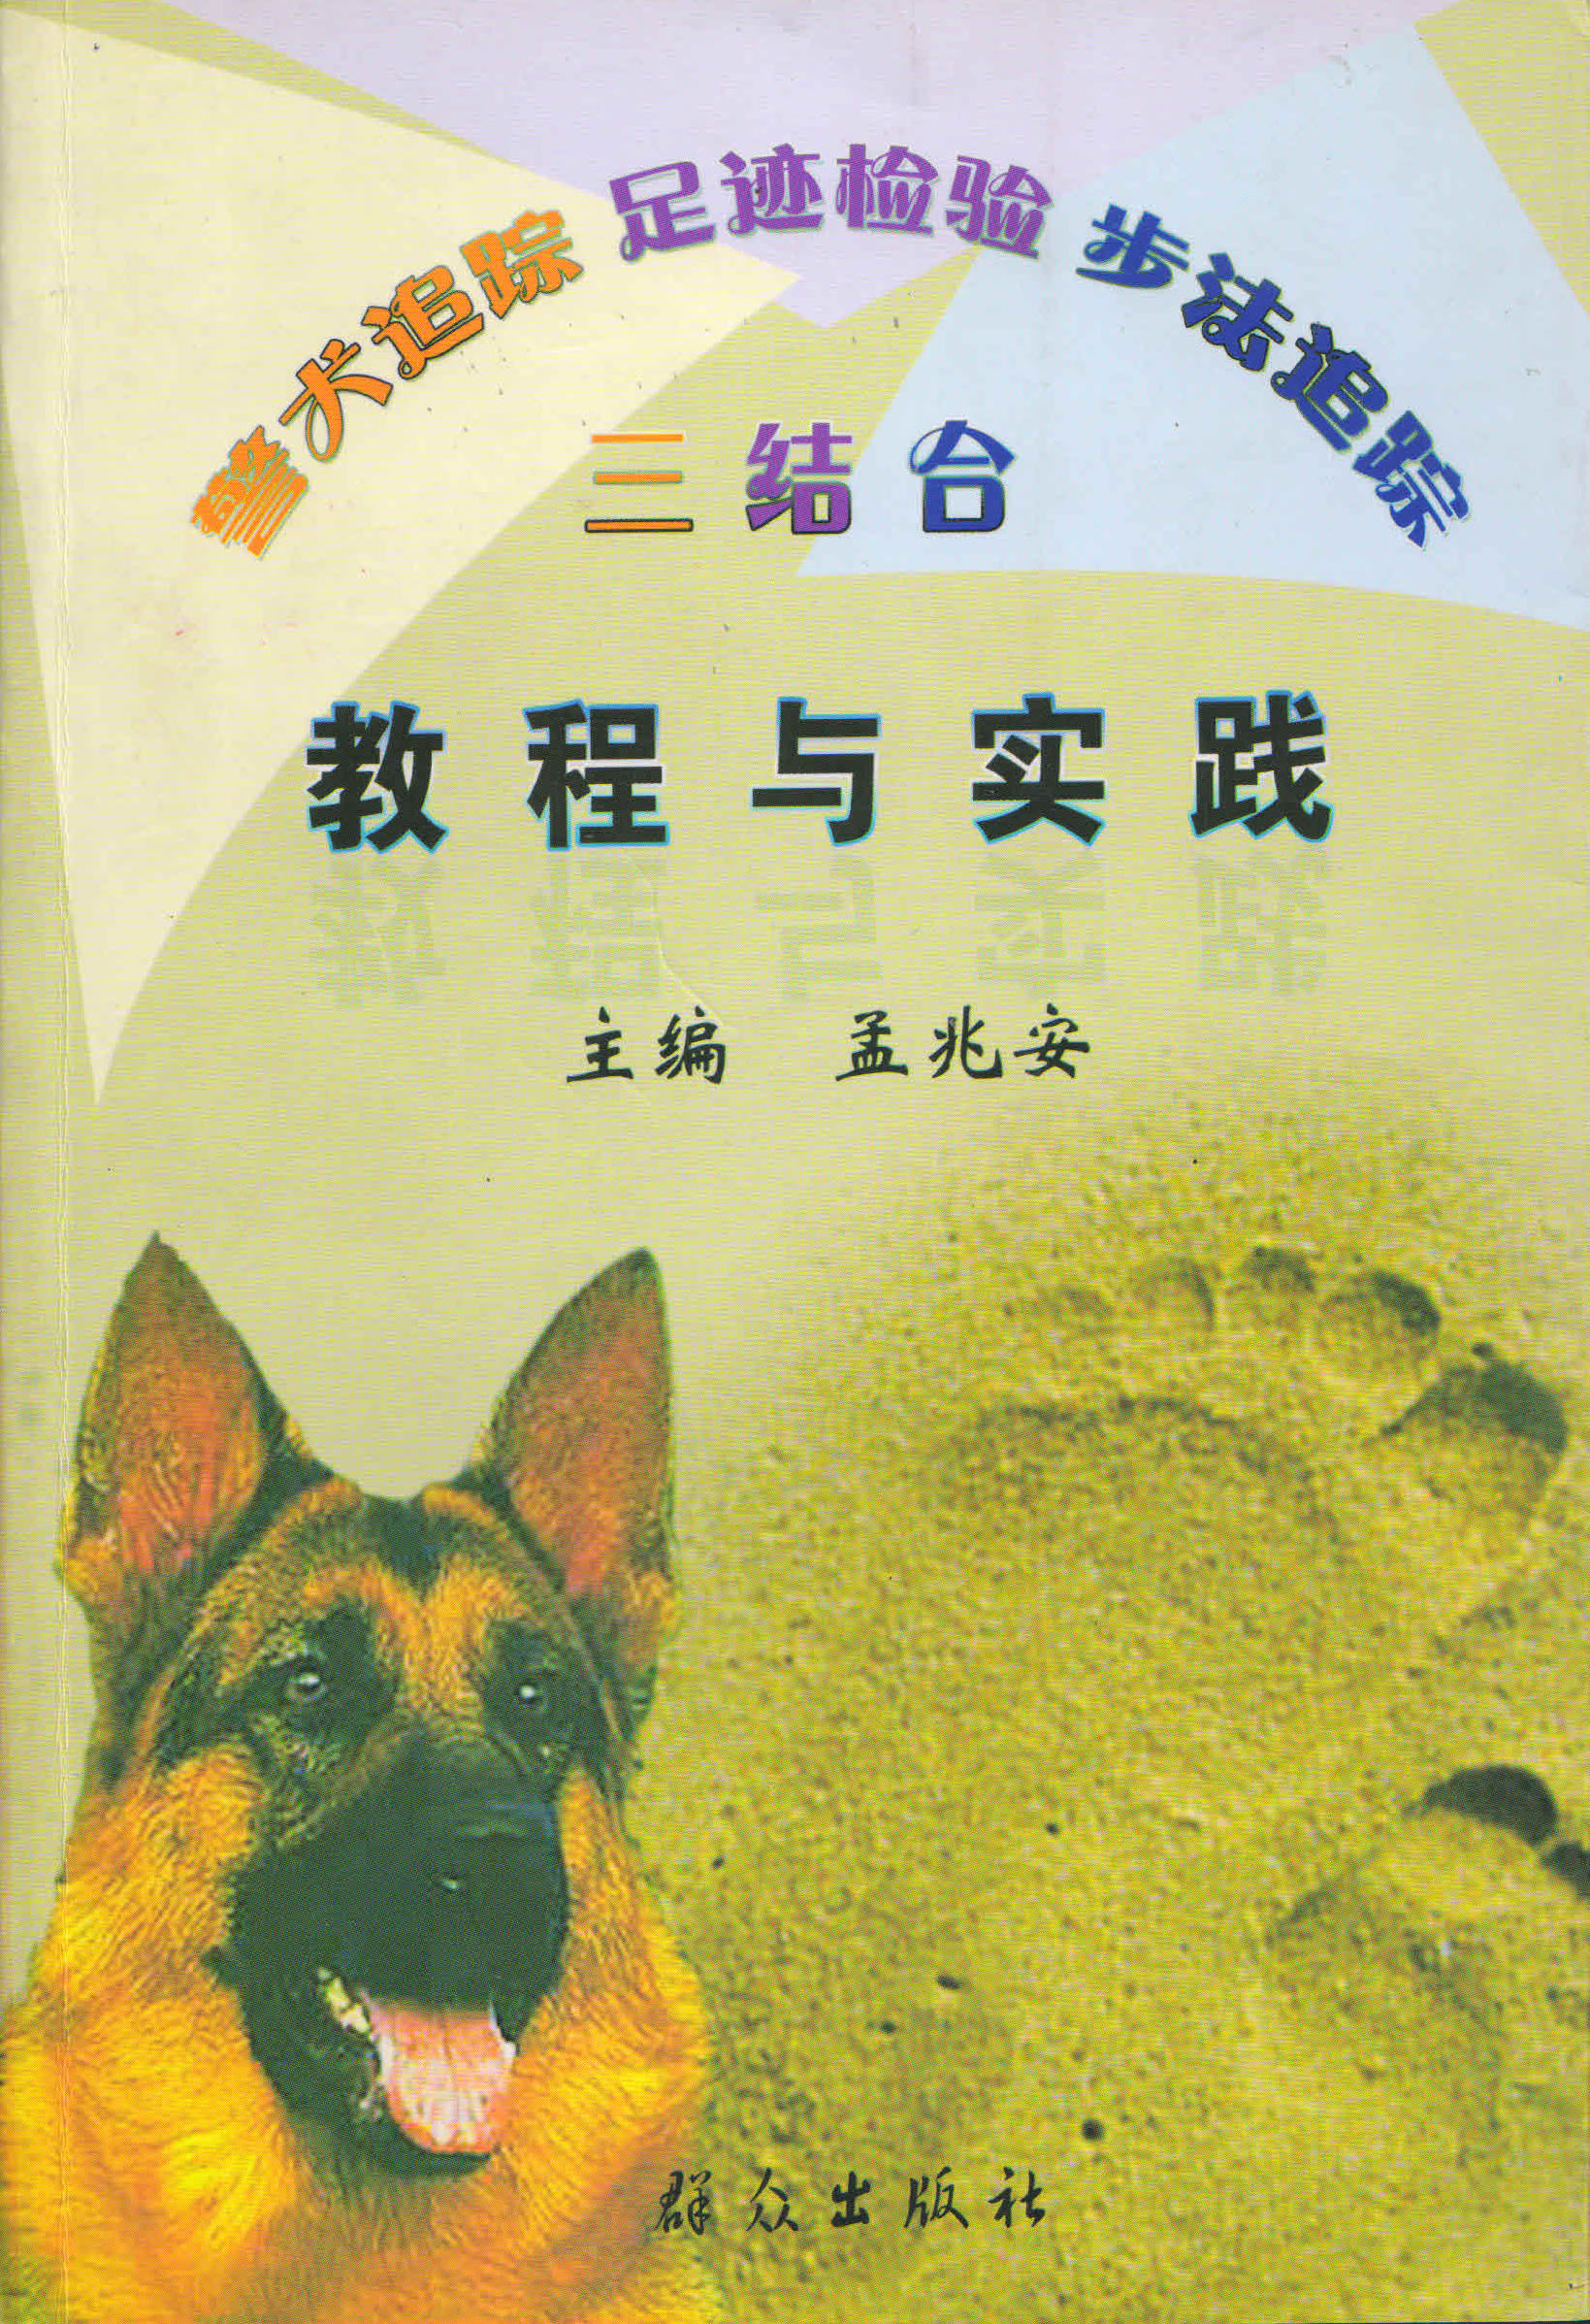 警犬追踪 足迹检验 步法追踪
三结合
教程与实践
主编 孟兆安
群众出版社